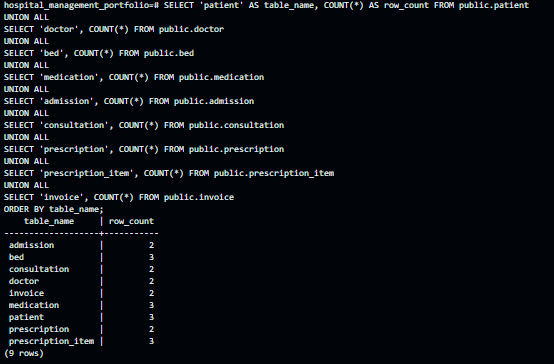 hospital_management_portfolio=# SELECT 'patient' AS table_name, COUNT(*) AS row_count FROM public.patient
UNION ALL
SELECT 'doctor', COUNT(*) FROM public.doctor
UNION ALL
SELECT 'bed', COUNT(*) FROM public.bed
UNION ALL
SELECT 'medication', COUNT(*) FROM public.medication
UNION ALL
SELECT 'admission', COUNT(*) FROM public.admission
UNION ALL
SELECT 'consultation', COUNT(*) FROM public.consultation
UNION ALL
SELECT 'prescription', COUNT(*) FROM public.prescription
UNION ALL
SELECT 'prescription_item', COUNT(*) FROM public.prescription_item
UNION ALL
SELECT 'invoice', COUNT(*) FROM public.invoice
ORDER BY table_name;
    table_name     | row_count
-------------------+-----------
 admission         |         2
 bed               |         3
 consultation      |         2
 doctor            |         2
 invoice           |         2
 medication        |         3
 patient           |         3
 prescription      |         2
 prescription_item |         3
(9 rows)